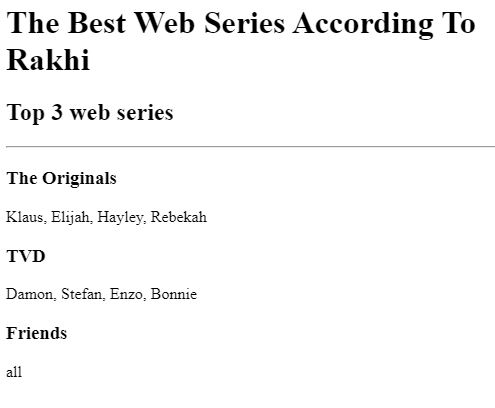 The Best Web Series According To
Rakhi
Top 3 web series
The Originals
Klaus, Elijah, Hayley, Rebekah
TVD
Damon, Stefan, Enzo, Bonnie
Friends
all